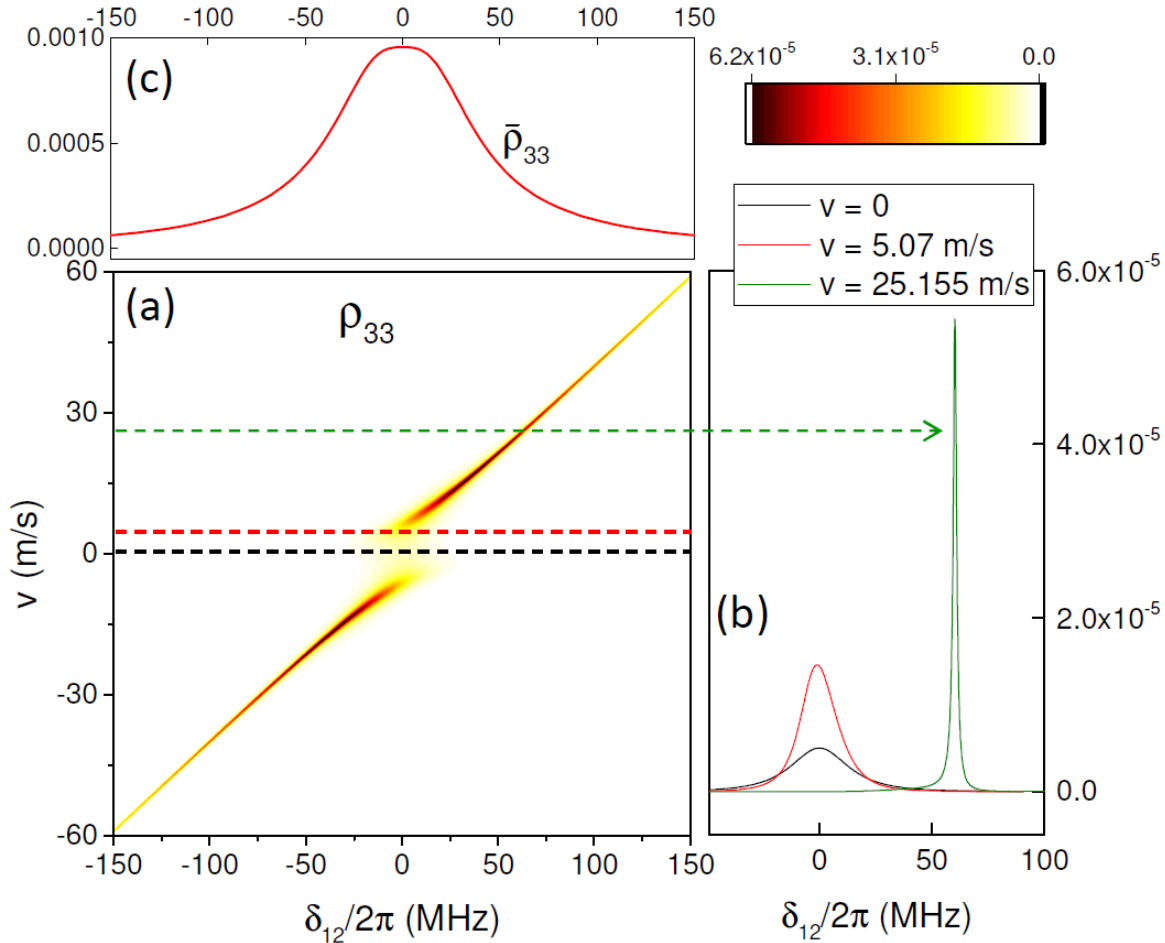 -150 -100 -50 0 50 100 150
0.0010
0.0005
0.0000
(c)
ρ̄₃₃
6.2x10⁻⁵ 3.1x10⁻⁵ 0.0
v = 0
v = 5.07 m/s
v = 25.155 m/s
60
30
0
-30
-60
v (m/s)
(a)
ρ₃₃
-150 -100 -50 0 50 100 150
δ₁₂/2π (MHz)
(b)
6.0x10⁻⁵
4.0x10⁻⁵
2.0x10⁻⁵
0.0
0 50 100
δ₁₂/2π (MHz)